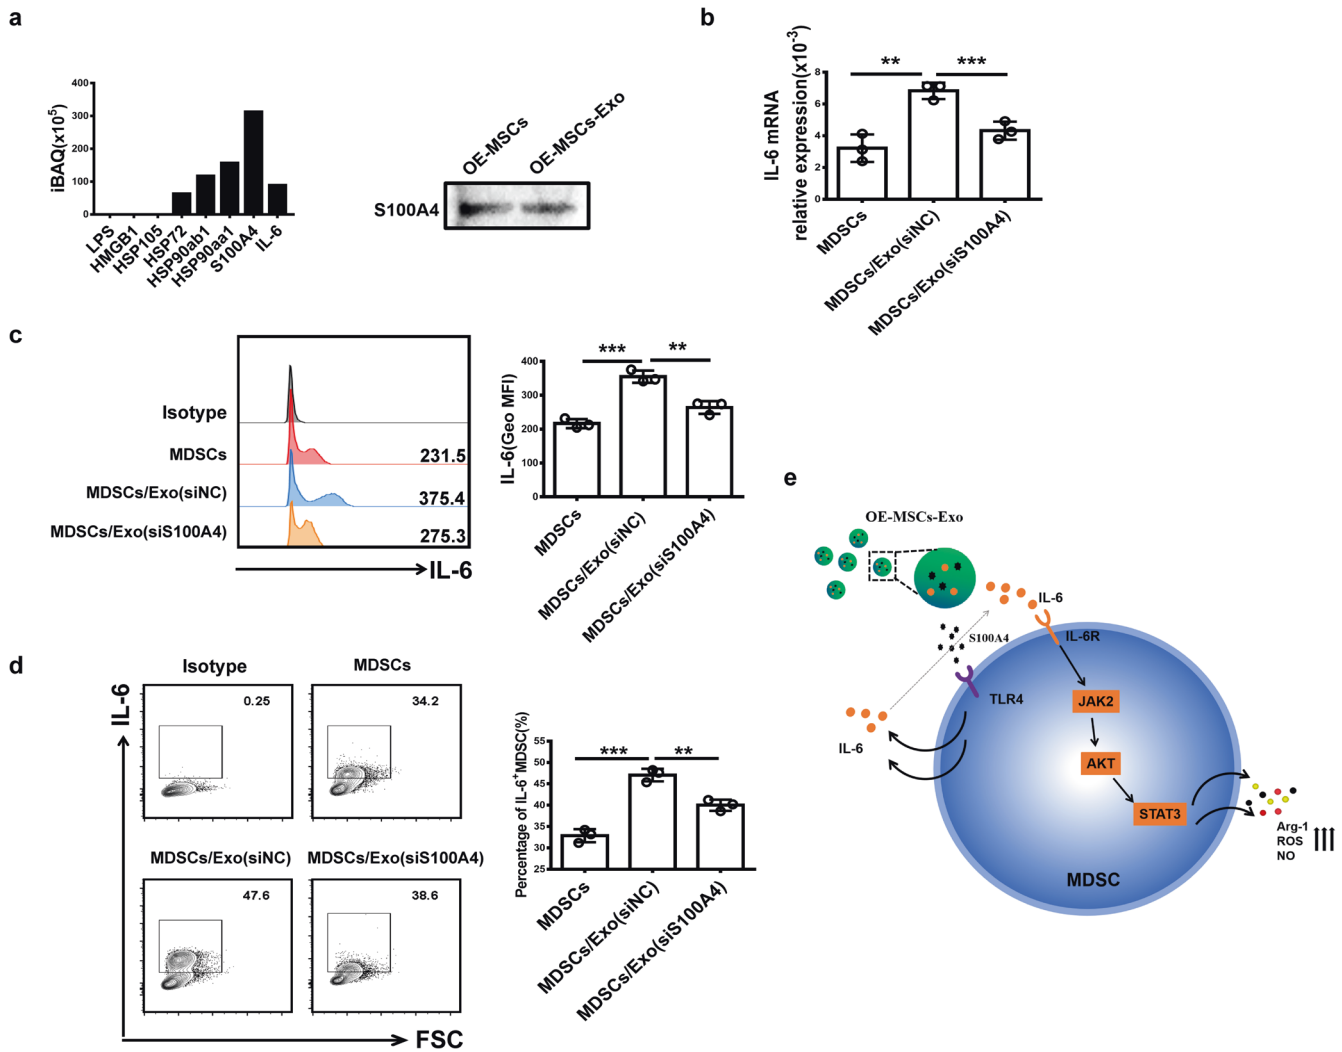 a
iBAQ(x10⁵)
400
300
200
100
0
LPS
HMGB1
HSP105
HSP72
HSP90ab1
HSP90aa1
S100A4
IL-6
OE-MSCs
OE-MSCs-Exo
S100A4
b
IL-6 mRNA
relative expression(x10⁻³)
8
6
4
2
0
**
***
MDSCs
MDSCs/Exo(siNC)
MDSCs/Exo(siS100A4)
c
Isotype
MDSCs
231.5
MDSCs/Exo(siNC)
375.4
MDSCs/Exo(siS100A4)
275.3
IL-6
IL-6(Geo MFI)
400
300
200
100
0
***
**
MDSCs
MDSCs/Exo(siNC)
MDSCs/Exo(siS100A4)
d
IL-6
Isotype
0.25
MDSCs
34.2
MDSCs/Exo(siNC)
47.6
MDSCs/Exo(siS100A4)
38.6
FSC
Percentage of IL-6⁺MDSC(%)
55
50
45
40
35
30
25
***
**
MDSCs
MDSCs/Exo(siNC)
MDSCs/Exo(siS100A4)
e
OE-MSCs-Exo
IL-6
S100A4
IL-6R
TLR4
JAK2
IL-6
AKT
STAT3
Arg-1
ROS
NO
MDSC